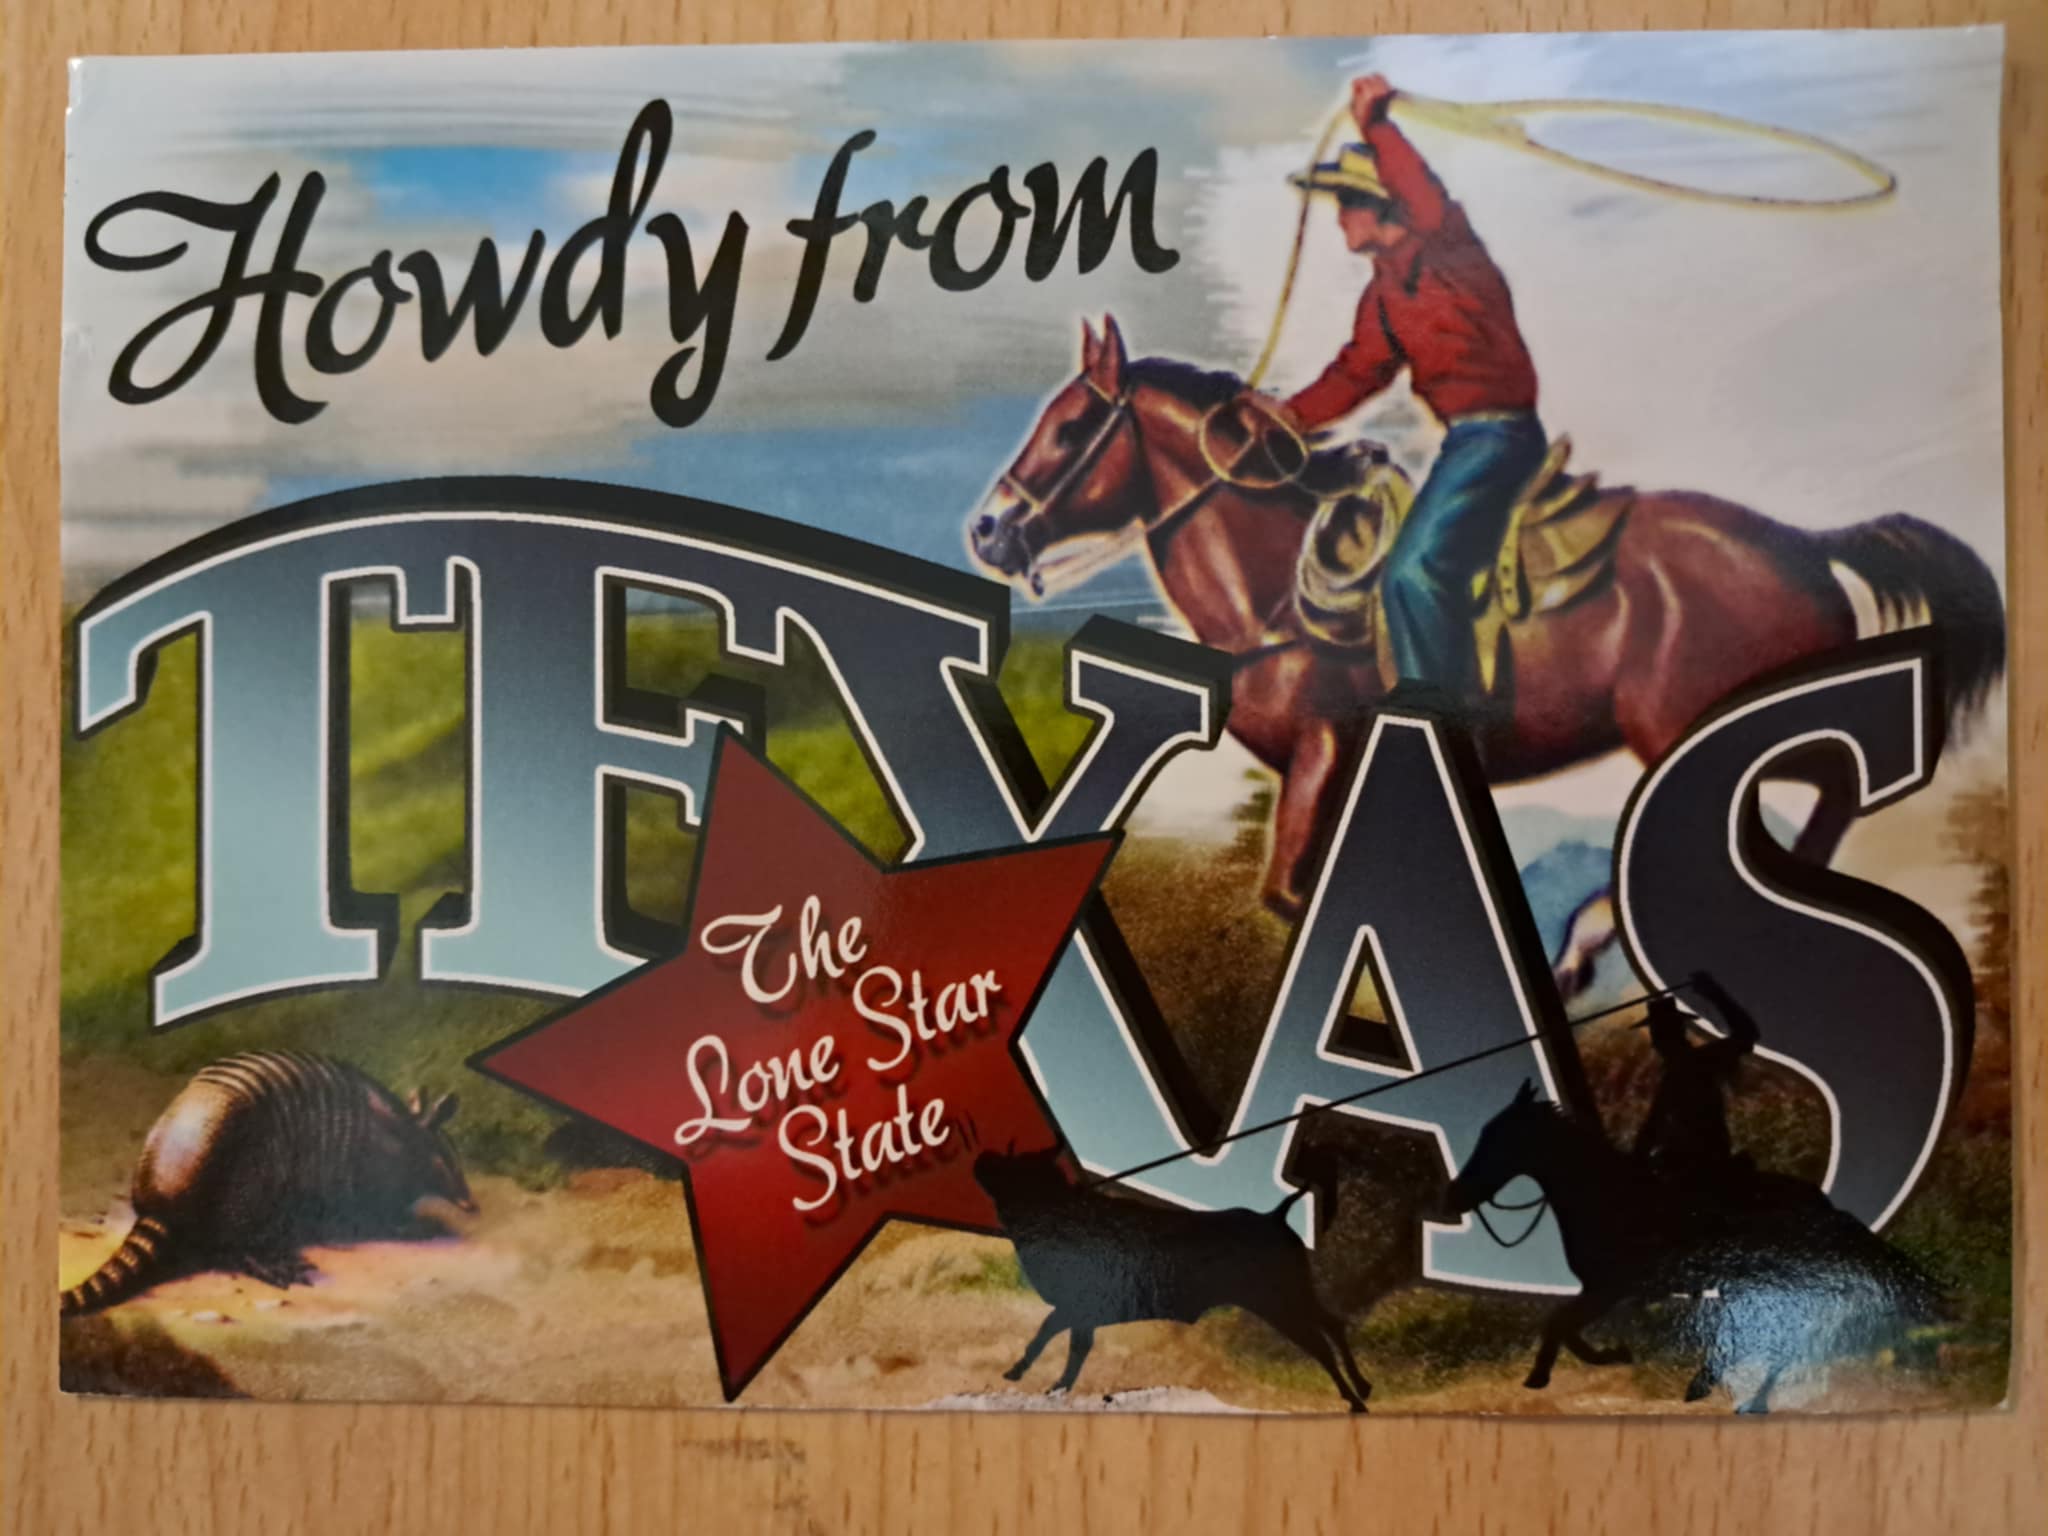 Howdy from
TEXAS
The
Lone Star
State